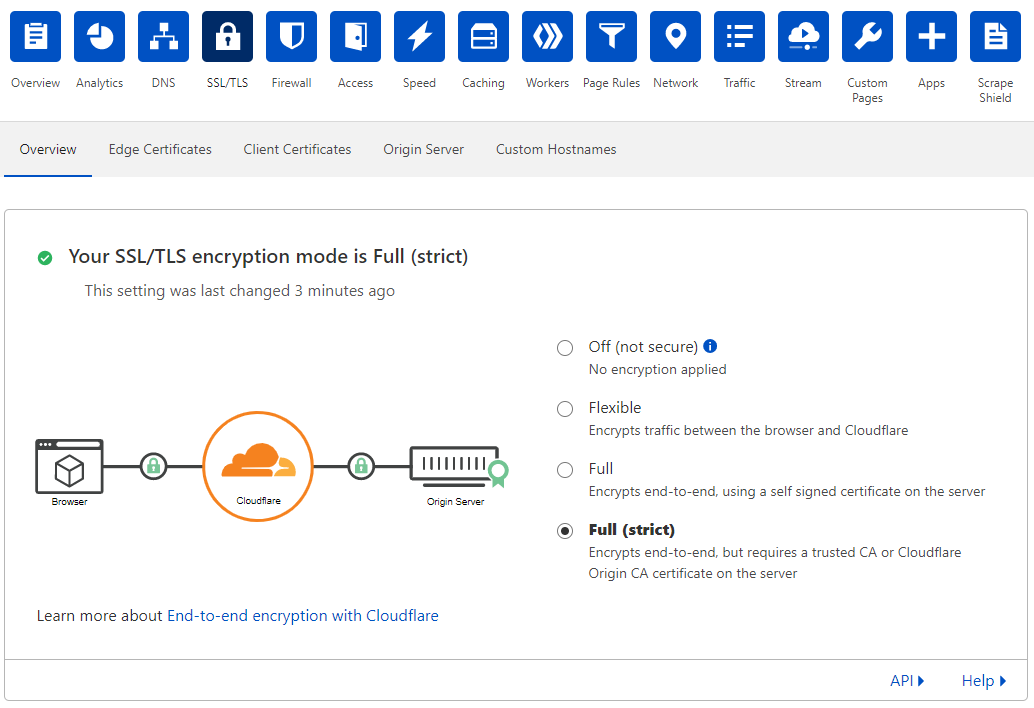 Overview Analytics DNS SSL/TLS Firewall Access Speed Caching Workers Page Rules Network Traffic Stream Custom Pages Apps Scrape Shield
Overview Edge Certificates Client Certificates Origin Server Custom Hostnames
Your SSL/TLS encryption mode is Full (strict)
This setting was last changed 3 minutes ago
Browser
Cloudflare
Origin Server
Off (not secure)
No encryption applied
Flexible
Encrypts traffic between the browser and Cloudflare
Full
Encrypts end-to-end, using a self signed certificate on the server
Full (strict)
Encrypts end-to-end, but requires a trusted CA or Cloudflare
Origin CA certificate on the server
Learn more about End-to-end encryption with Cloudflare
API Help